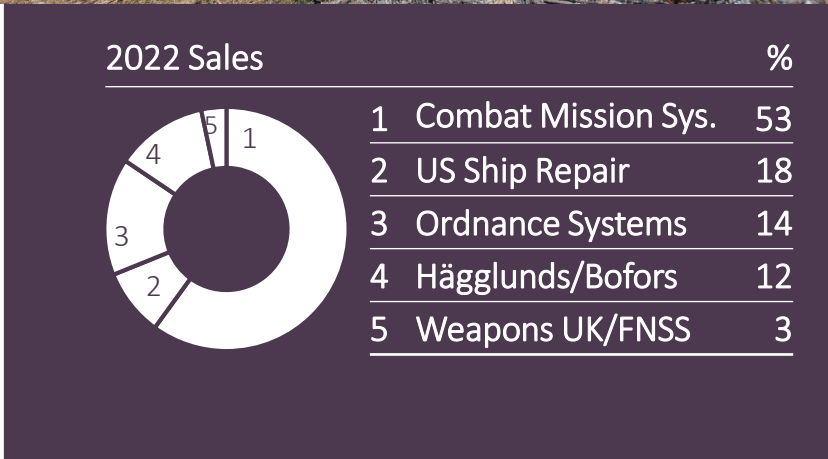 2022 Sales %
1 Combat Mission Sys. 53
2 US Ship Repair 18
3 Ordnance Systems 14
4 Hägglunds/Bofors 12
5 Weapons UK/FNSS 3
5 1
4
3
2